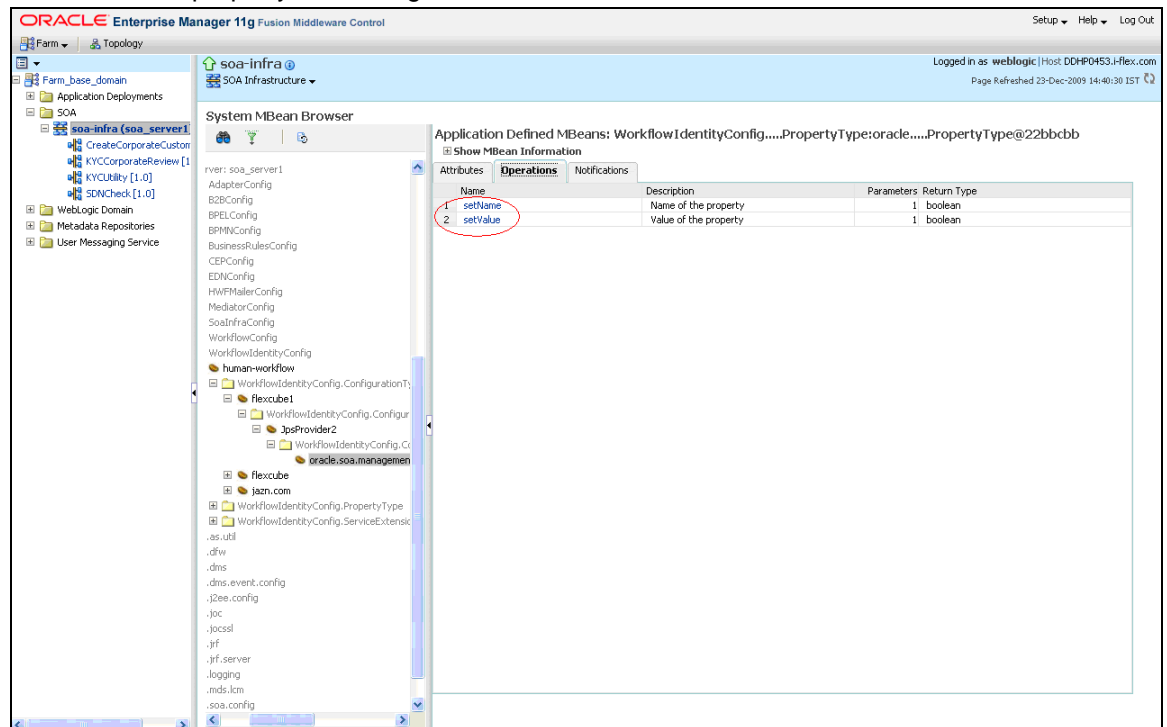 ORACLE Enterprise Manager 11g Fusion Middleware Control
Setup Help Log Out
Farm Topology
Farm_base_domain
Application Deployments
SOA
soa-infra (soa_server1
CreateCorporateCustom
KYCCorporateReview [1
KYCUtility [1.0]
SDNCheck [1.0]
WebLogic Domain
Metadata Repositories
User Messaging Service
soa-infra
SOA Infrastructure
Logged in as weblogic|Host DDHP0453.i-flex.com
Page Refreshed 23-Dec-2009 14:40:30 IST
System MBean Browser
rver: soa_server1
AdapterConfig
B2BConfig
BPELConfig
BPMNConfig
BusinessRulesConfig
CEPConfig
EDNConfig
HWFMailerConfig
MediatorConfig
SoaInfraConfig
WorkflowConfig
WorkflowIdentityConfig
human-workflow
WorkflowIdentityConfig.ConfigurationTy
flexcube1
WorkflowIdentityConfig.Configur
JpsProvider2
WorkflowIdentityConfig.Co
oracle.soa.managemen
flexcube
jazn.com
WorkflowIdentityConfig.PropertyType
WorkflowIdentityConfig.ServiceExtensic
.as.util
.dfw
.dms
.dms.event.config
.j2ee.config
.joc
.jocssl
.jrf
.jrf.server
.logging
.mds.lcm
.soa.config
Application Defined MBeans: WorkflowIdentityConfig.....PropertyType:oracle.....PropertyType@22bbcbb
Show MBean Information
Attributes Operations Notifications
Name Description Parameters Return Type
1 setName Name of the property 1 boolean
2 setValue Value of the property 1 boolean